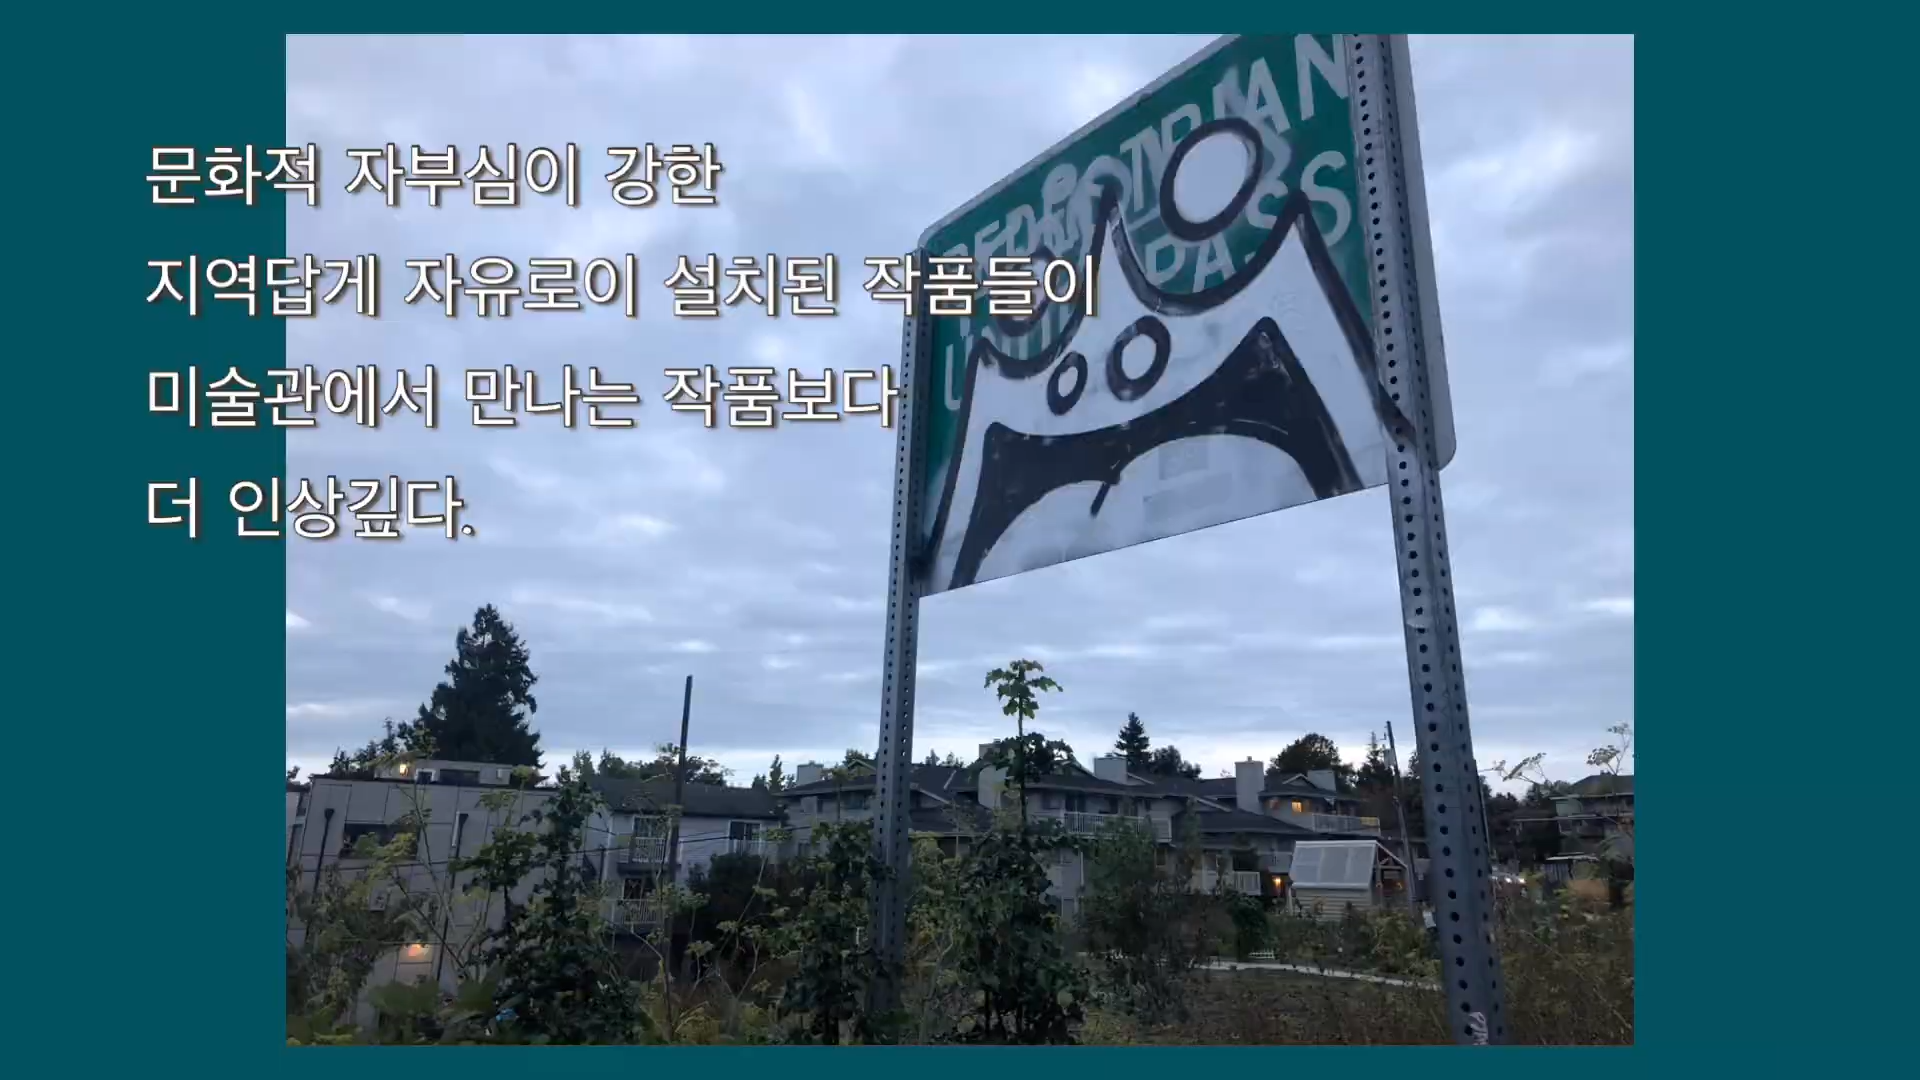 문화적 자부심이 강한
지역답게 자유로이 설치된 작품들이
미술관에서 만나는 작품보다
더 인상깊다.
PEDESTRIAN
UNDERPASS